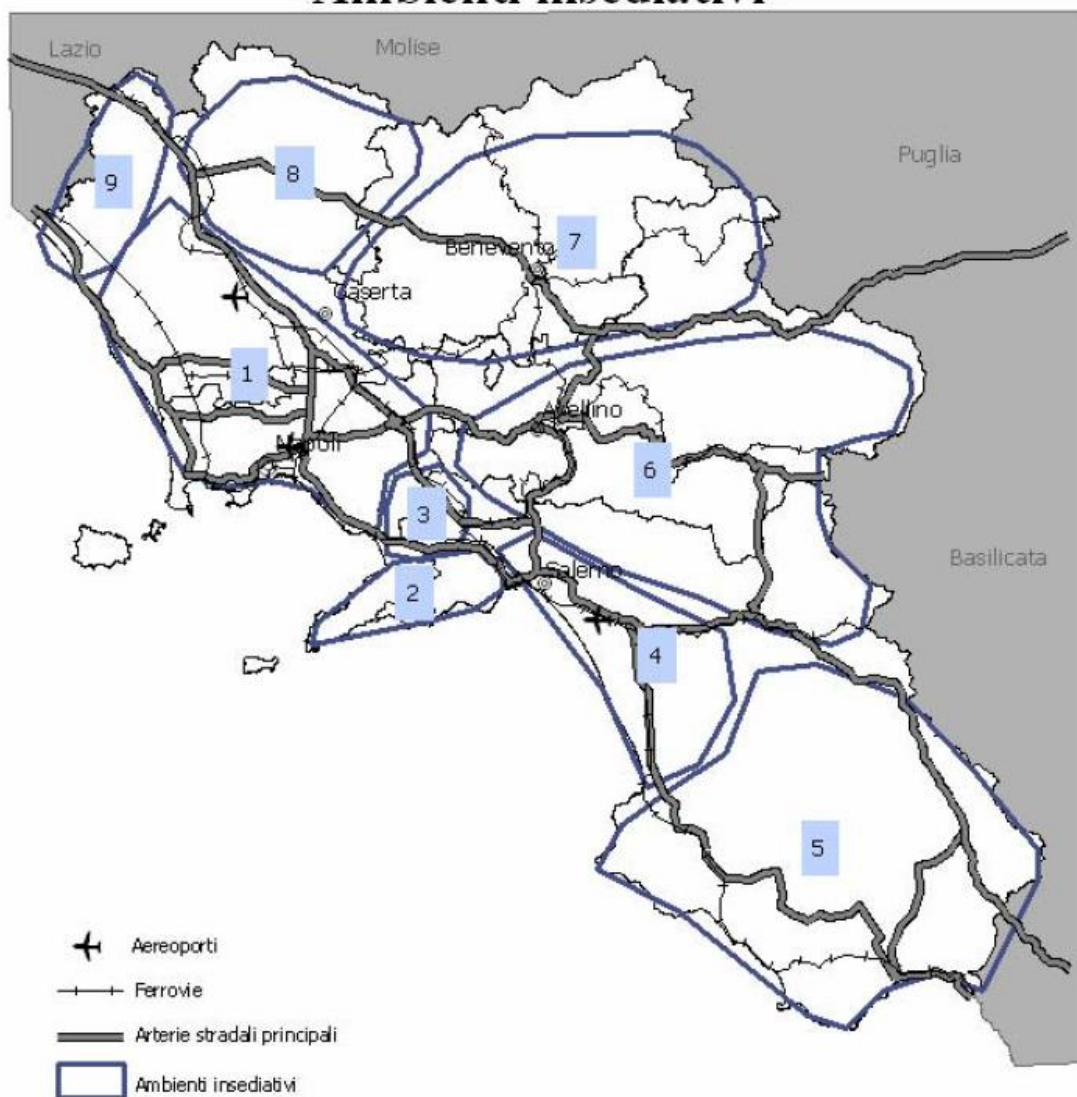 Ambienti insediativi
Lazio
Molise
Puglia
9
8
7
Benevento
Caserta
1
Avellino
Napoli
6
3
Basilicata
2
Salerno
4
5
Aereoporti
Ferrovie
Arterie stradali principali
Ambienti insediativi